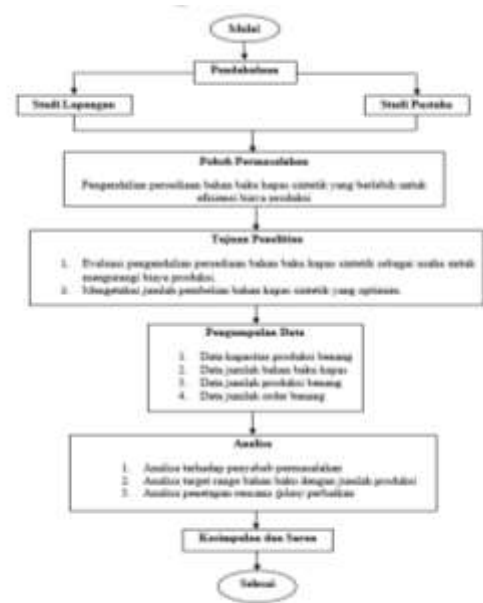 Mulai
Pendahuluan
Studi Lapangan
Studi Pustaka
Pokok Permasalahan
Pengendalian persediaan bahan baku kapas sintetik yang berlebih untuk
efisiensi biaya produksi
Tujuan Penelitian
1. Evaluasi pengendalian persediaan bahan baku kapas sintetik sebagai usaha untuk
mengurangi biaya produksi.
2. Mengetahui jumlah pembelian bahan kapas sintetik yang optimum.
Pengumpulan Data
1. Data kapasitas produksi benang
2. Data jumlah bahan baku kapas
3. Data jumlah produksi benang
4. Data jumlah order benang
Analisa
1. Analisa terhadap penyebab permasalahan
2. Analisa target range bahan baku dengan jumlah produksi
3. Analisa penetapan rencana (plan) perbaikan
Kesimpulan dan Saran
Selesai